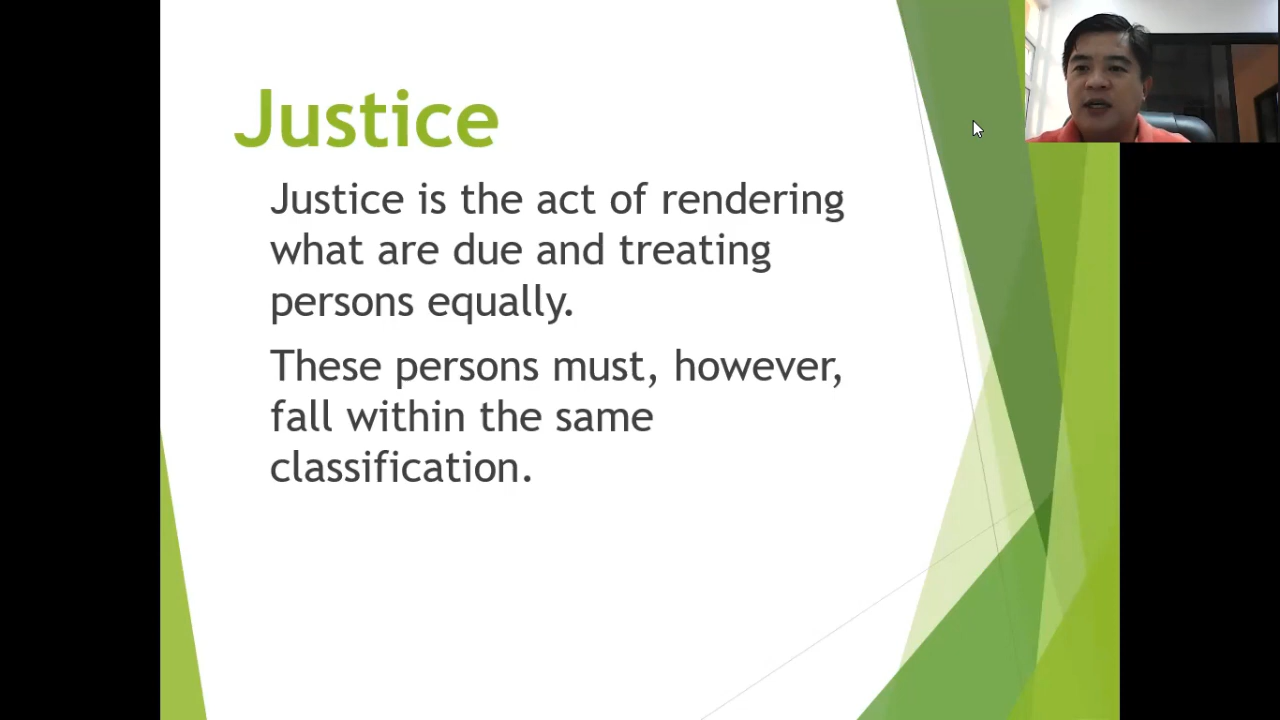 Justice
Justice is the act of rendering
what are due and treating
persons equally.
These persons must, however,
fall within the same
classification.